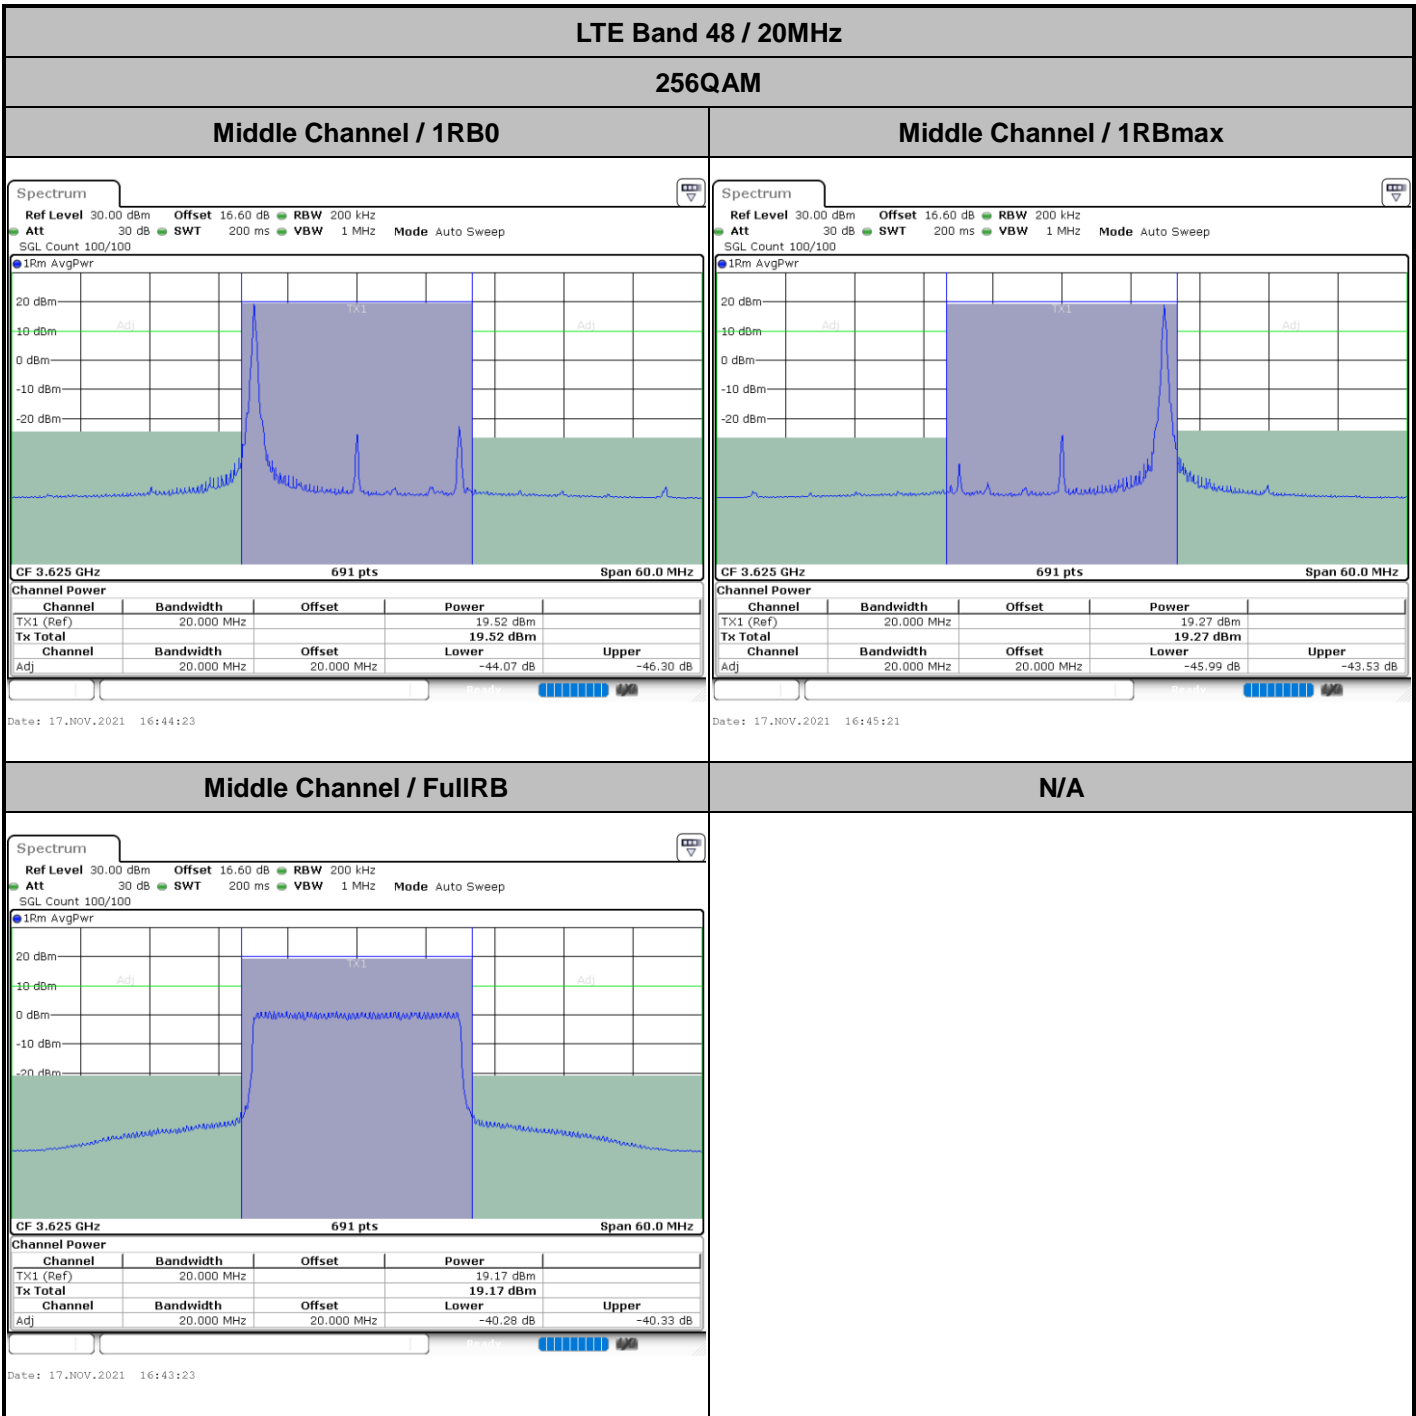 LTE Band 48 / 20MHz
256QAM
Middle Channel / 1RB0
Middle Channel / 1RBmax
Spectrum
Ref Level 30.00 dBm Offset 16.60 dB RBW 200 kHz
Att 30 dB SWT 200 ms VBW 1 MHz Mode Auto Sweep
SGL Count 100/100
1Rm AvgPwr
20 dBm
10 dBm
0 dBm
-10 dBm
-20 dBm
Adj
TX1
Adj
CF 3.625 GHz 691 pts Span 60.0 MHz
Channel Power
Channel Bandwidth Offset Power
TX1 (Ref) 20.000 MHz 19.52 dBm
Tx Total 19.52 dBm
Channel Bandwidth Offset Lower Upper
Adj 20.000 MHz 20.000 MHz -44.07 dB -46.30 dB
Ready
Date: 17.NOV.2021 16:44:23
Spectrum
Ref Level 30.00 dBm Offset 16.60 dB RBW 200 kHz
Att 30 dB SWT 200 ms VBW 1 MHz Mode Auto Sweep
SGL Count 100/100
1Rm AvgPwr
20 dBm
10 dBm
0 dBm
-10 dBm
-20 dBm
Adj
TX1
Adj
CF 3.625 GHz 691 pts Span 60.0 MHz
Channel Power
Channel Bandwidth Offset Power
TX1 (Ref) 20.000 MHz 19.27 dBm
Tx Total 19.27 dBm
Channel Bandwidth Offset Lower Upper
Adj 20.000 MHz 20.000 MHz -45.99 dB -43.53 dB
Ready
Date: 17.NOV.2021 16:45:21
Middle Channel / FullRB
N/A
Spectrum
Ref Level 30.00 dBm Offset 16.60 dB RBW 200 kHz
Att 30 dB SWT 200 ms VBW 1 MHz Mode Auto Sweep
SGL Count 100/100
1Rm AvgPwr
20 dBm
10 dBm
0 dBm
-10 dBm
-20 dBm
Adj
TX1
Adj
CF 3.625 GHz 691 pts Span 60.0 MHz
Channel Power
Channel Bandwidth Offset Power
TX1 (Ref) 20.000 MHz 19.17 dBm
Tx Total 19.17 dBm
Channel Bandwidth Offset Lower Upper
Adj 20.000 MHz 20.000 MHz -40.28 dB -40.33 dB
Ready
Date: 17.NOV.2021 16:43:23